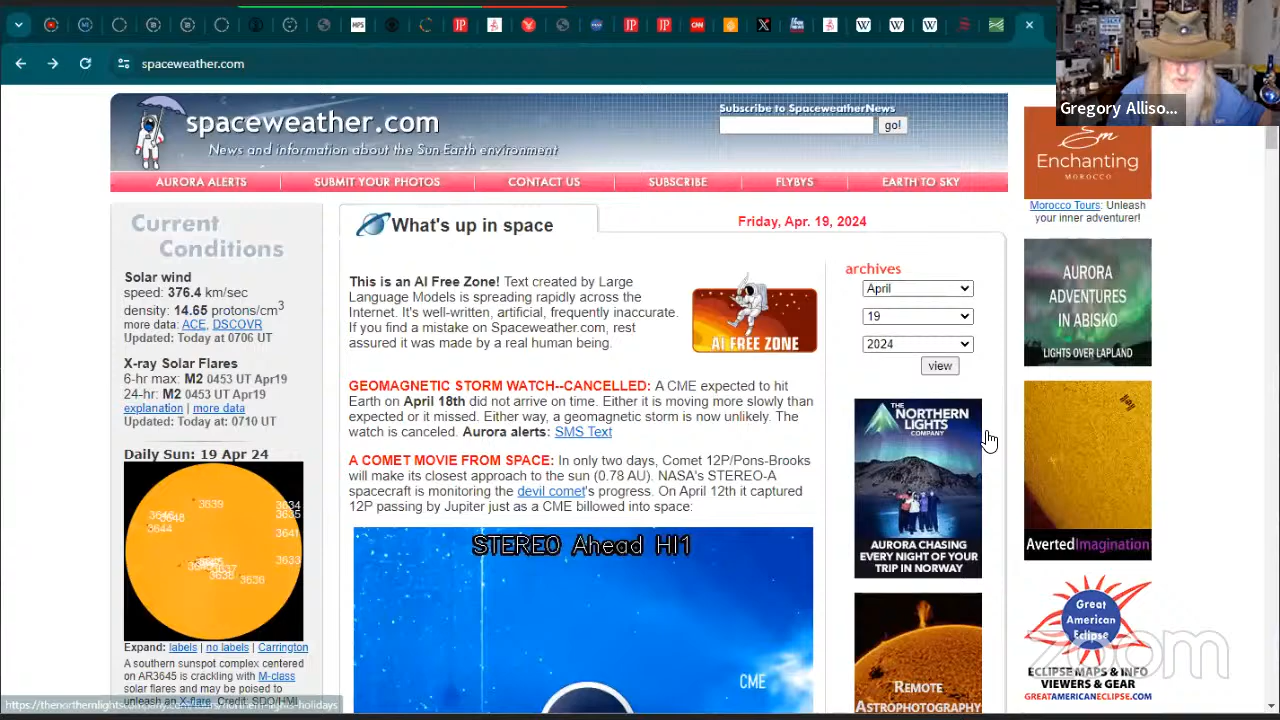 spaceweather.com
Gregory Alliso...
spaceweather.com
News and information about the Sun Earth environment
Subscribe to SpaceweatherNews
go!
AURORA ALERTS
SUBMIT YOUR PHOTOS
CONTACT US
SUBSCRIBE
FLYBYS
EARTH TO SKY
Current
Conditions
Solar wind
speed: 376.4 km/sec
density: 14.65 protons/cm3
more data: ACE, DSCOVR
Updated: Today at 0706 UT
X-ray Solar Flares
6-hr max: M2 0453 UT Apr19
24-hr: M2 0453 UT Apr19
explanation | more data
Updated: Today at 0710 UT
Daily Sun: 19 Apr 24
3639
3634
3635
3644
3641
3633
3638
3636
Expand: labels | no labels | Carrington
A southern sunspot complex centered
on AR3645 is crackling with M-class
solar flares and may be poised to
unleash an X-flare. Credit: SDO/HMI
What's up in space
Friday, Apr. 19, 2024
This is an AI Free Zone! Text created by Large
Language Models is spreading rapidly across the
Internet. It's well-written, artificial, frequently inaccurate.
If you find a mistake on Spaceweather.com, rest
assured it was made by a real human being.
AI FREE ZONE
GEOMAGNETIC STORM WATCH--CANCELLED: A CME expected to hit
Earth on April 18th did not arrive on time. Either it is moving more slowly than
expected or it missed. Either way, a geomagnetic storm is now unlikely. The
watch is canceled. Aurora alerts: SMS Text
A COMET MOVIE FROM SPACE: In only two days, Comet 12P/Pons-Brooks
will make its closest approach to the sun (0.78 AU). NASA's STEREO-A
spacecraft is monitoring the devil comet's progress. On April 12th it captured
12P passing by Jupiter just as a CME billowed into space:
STEREO Ahead HI1
CME
archives
April
19
2024
view
THE
NORTHERN
LIGHTS
COMPANY
AURORA CHASING
EVERY NIGHT OF YOUR
TRIP IN NORWAY
REMOTE
ASTROPHOTOGRAPHY
Em
Enchanting
MOROCCO
Morocco Tours: Unleash
your inner adventurer!
AURORA
ADVENTURES
IN ABISKO
LIGHTS OVER LAPLAND
AvertedImagination
Great
American
Eclipse
ECLIPSE MAPS & INFO
VIEWERS & GEAR
GREATAMERICANECLIPSE.COM
zoom